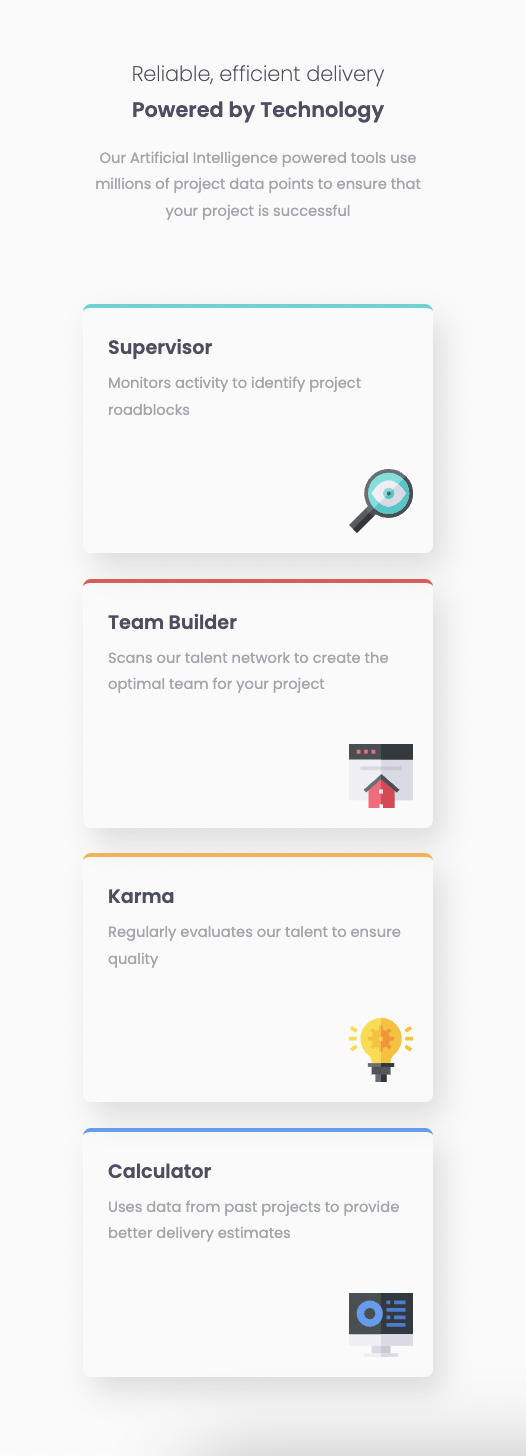 Reliable, efficient delivery
Powered by Technology
Our Artificial Intelligence powered tools use
millions of project data points to ensure that
your project is successful
Supervisor
Monitors activity to identify project
roadblocks
Team Builder
Scans our talent network to create the
optimal team for your project
Karma
Regularly evaluates our talent to ensure
quality
Calculator
Uses data from past projects to provide
better delivery estimates